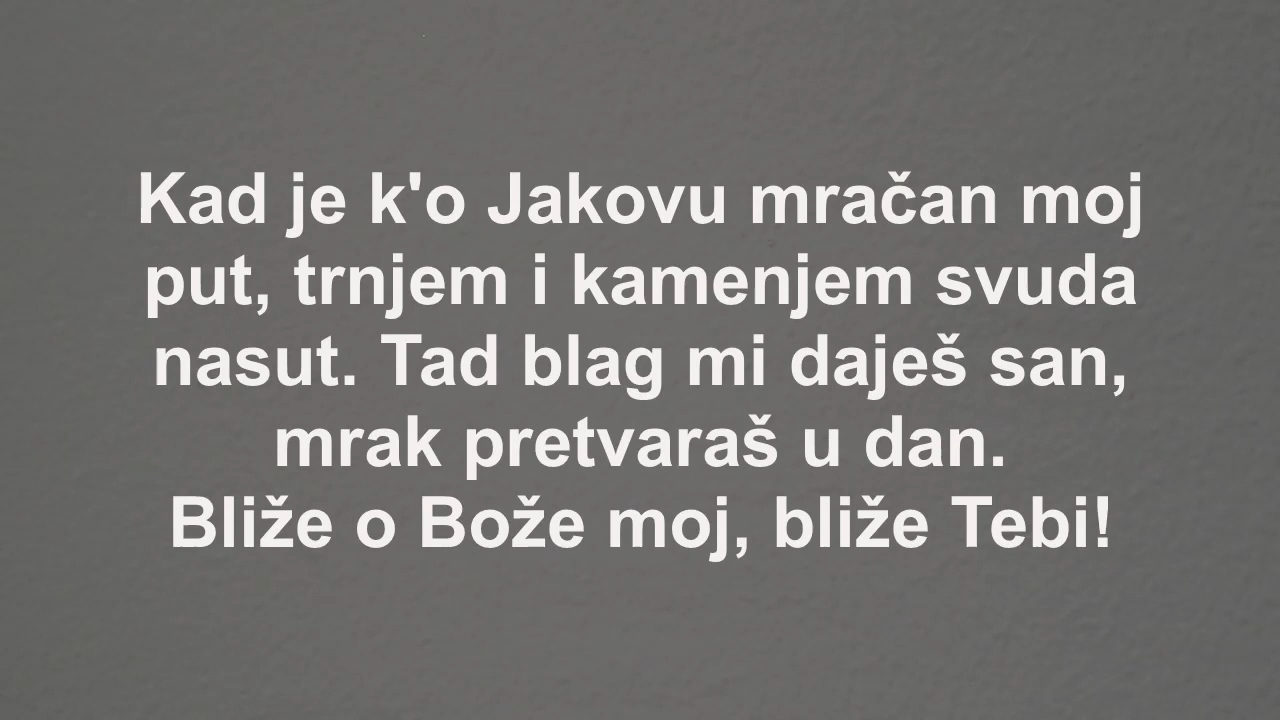 Kad je k'o Jakovu mračan moj
put, trnjem i kamenjem svuda
nasut. Tad blag mi daješ san,
mrak pretvaraš u dan.
Bliže o Bože moj, bliže Tebi!